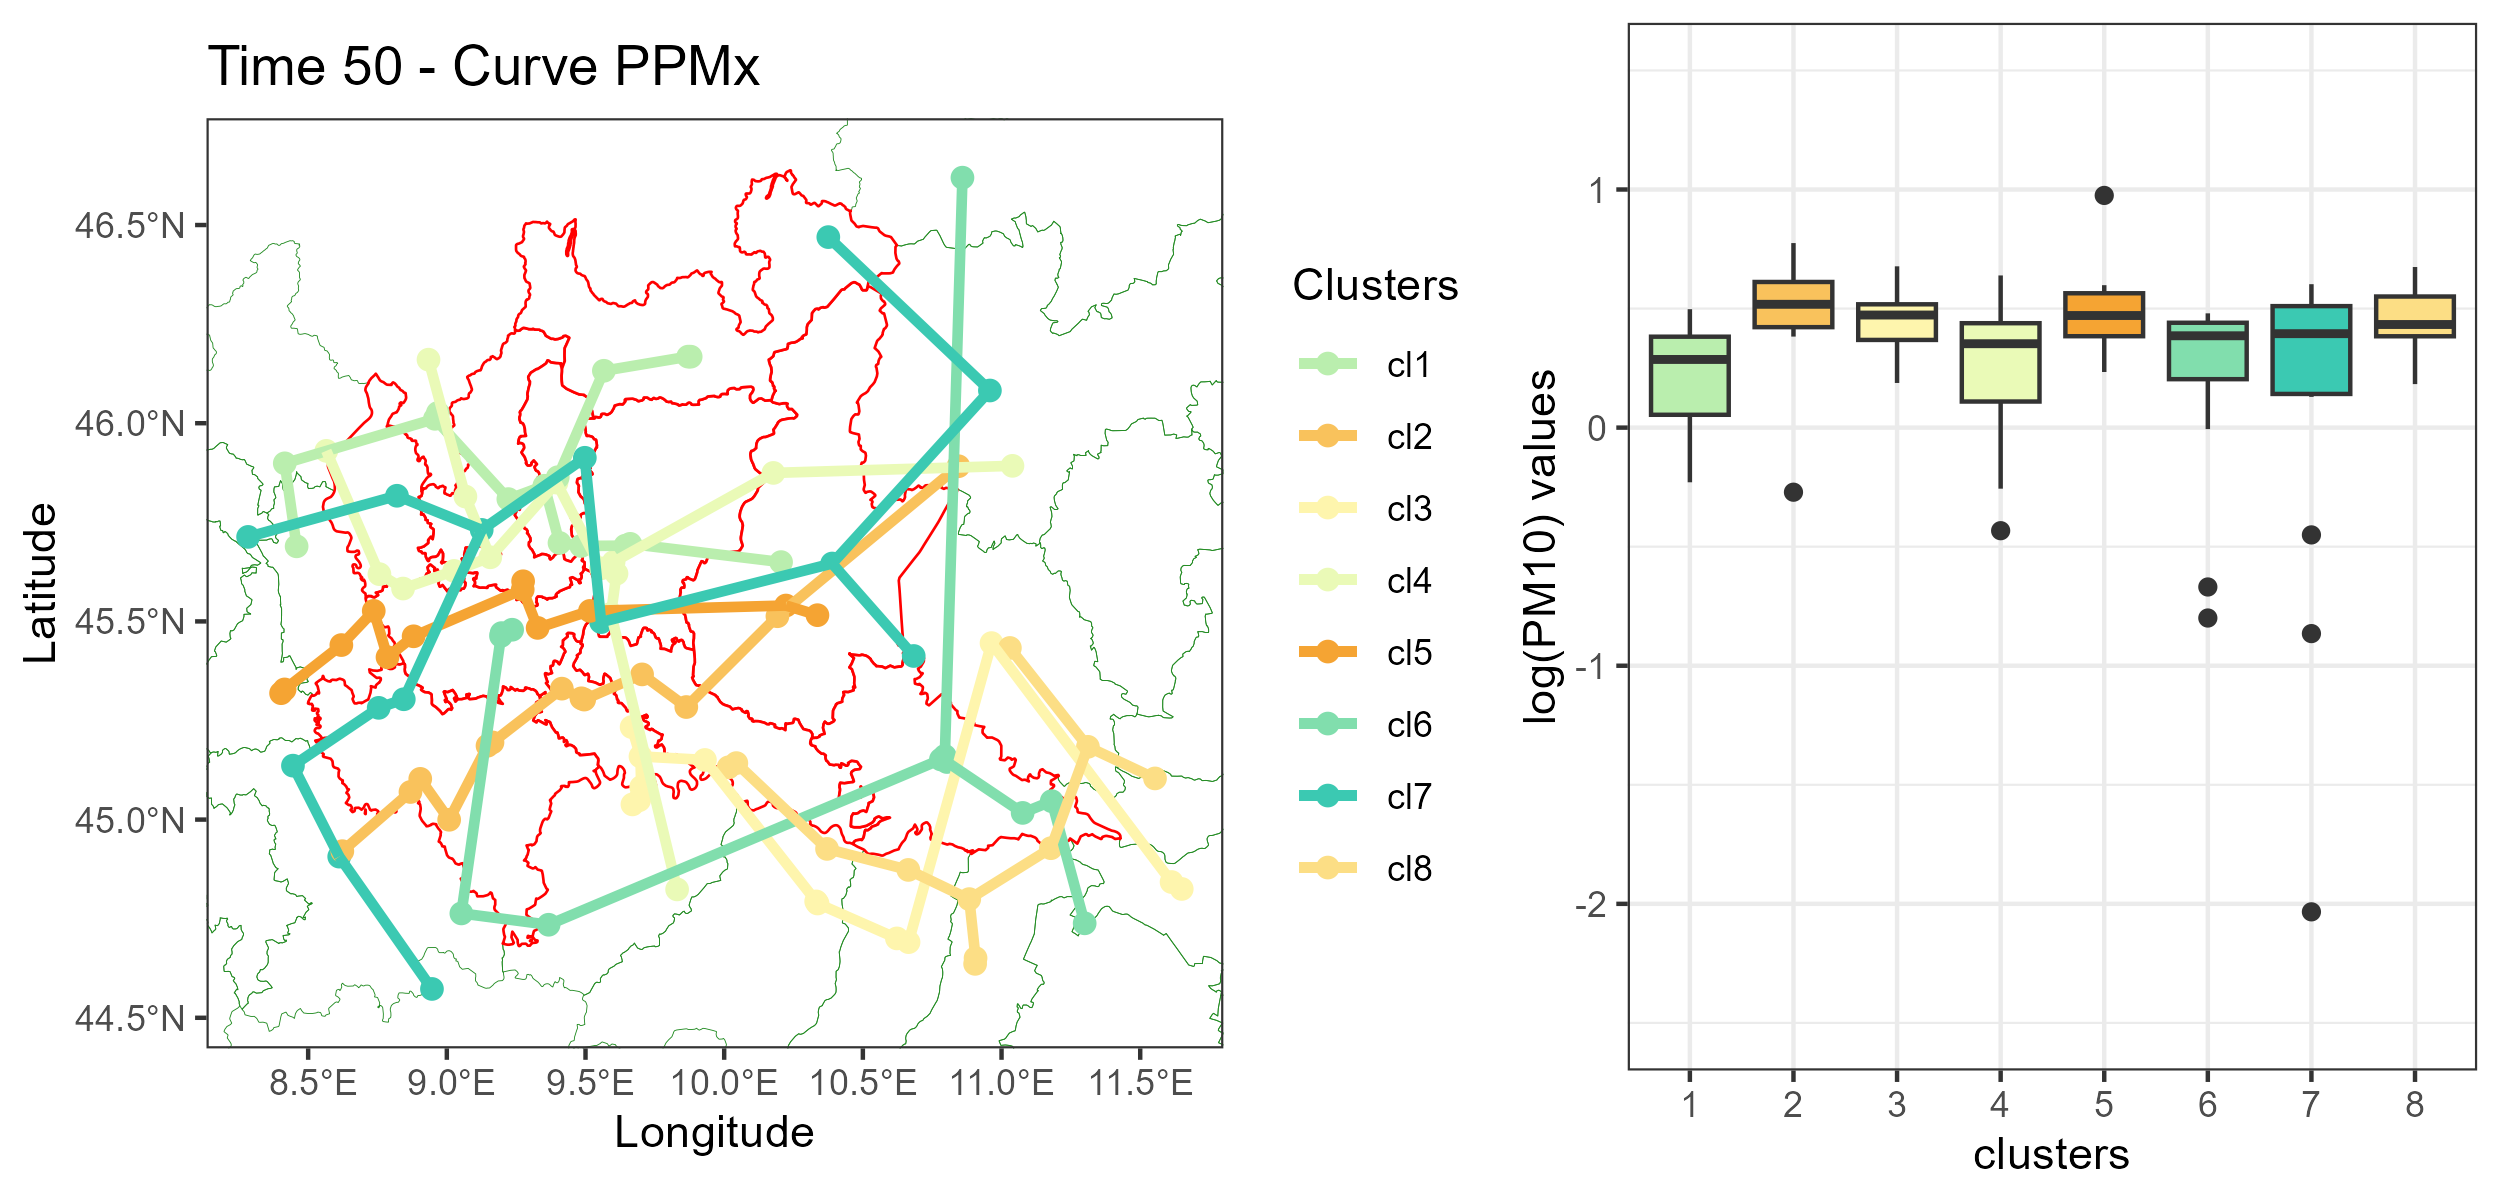 Time 50 - Curve PPMx
Latitude
46.5°N
46.0°N
45.5°N
45.0°N
44.5°N
8.5°E 9.0°E 9.5°E 10.0°E 10.5°E 11.0°E 11.5°E
Longitude
Clusters
cl1
cl2
cl3
cl4
cl5
cl6
cl7
cl8
log(PM10) values
1
0
-1
-2
1 2 3 4 5 6 7 8
clusters